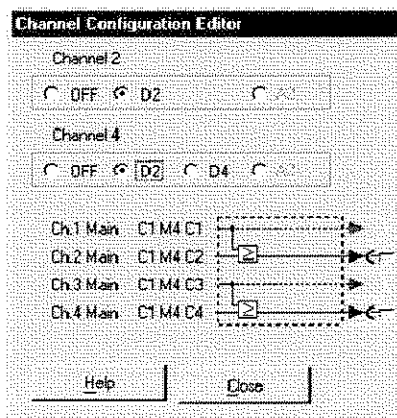 Channel Configuration Editor
Channel 2
OFF D2
Channel 4
OFF D2 D4
Ch.1 Main C1 M4 C1
Ch.2 Main C1 M4 C2
≥
Ch.3 Main C1 M4 C3
Ch.4 Main C1 M4 C4
≥
Help Close